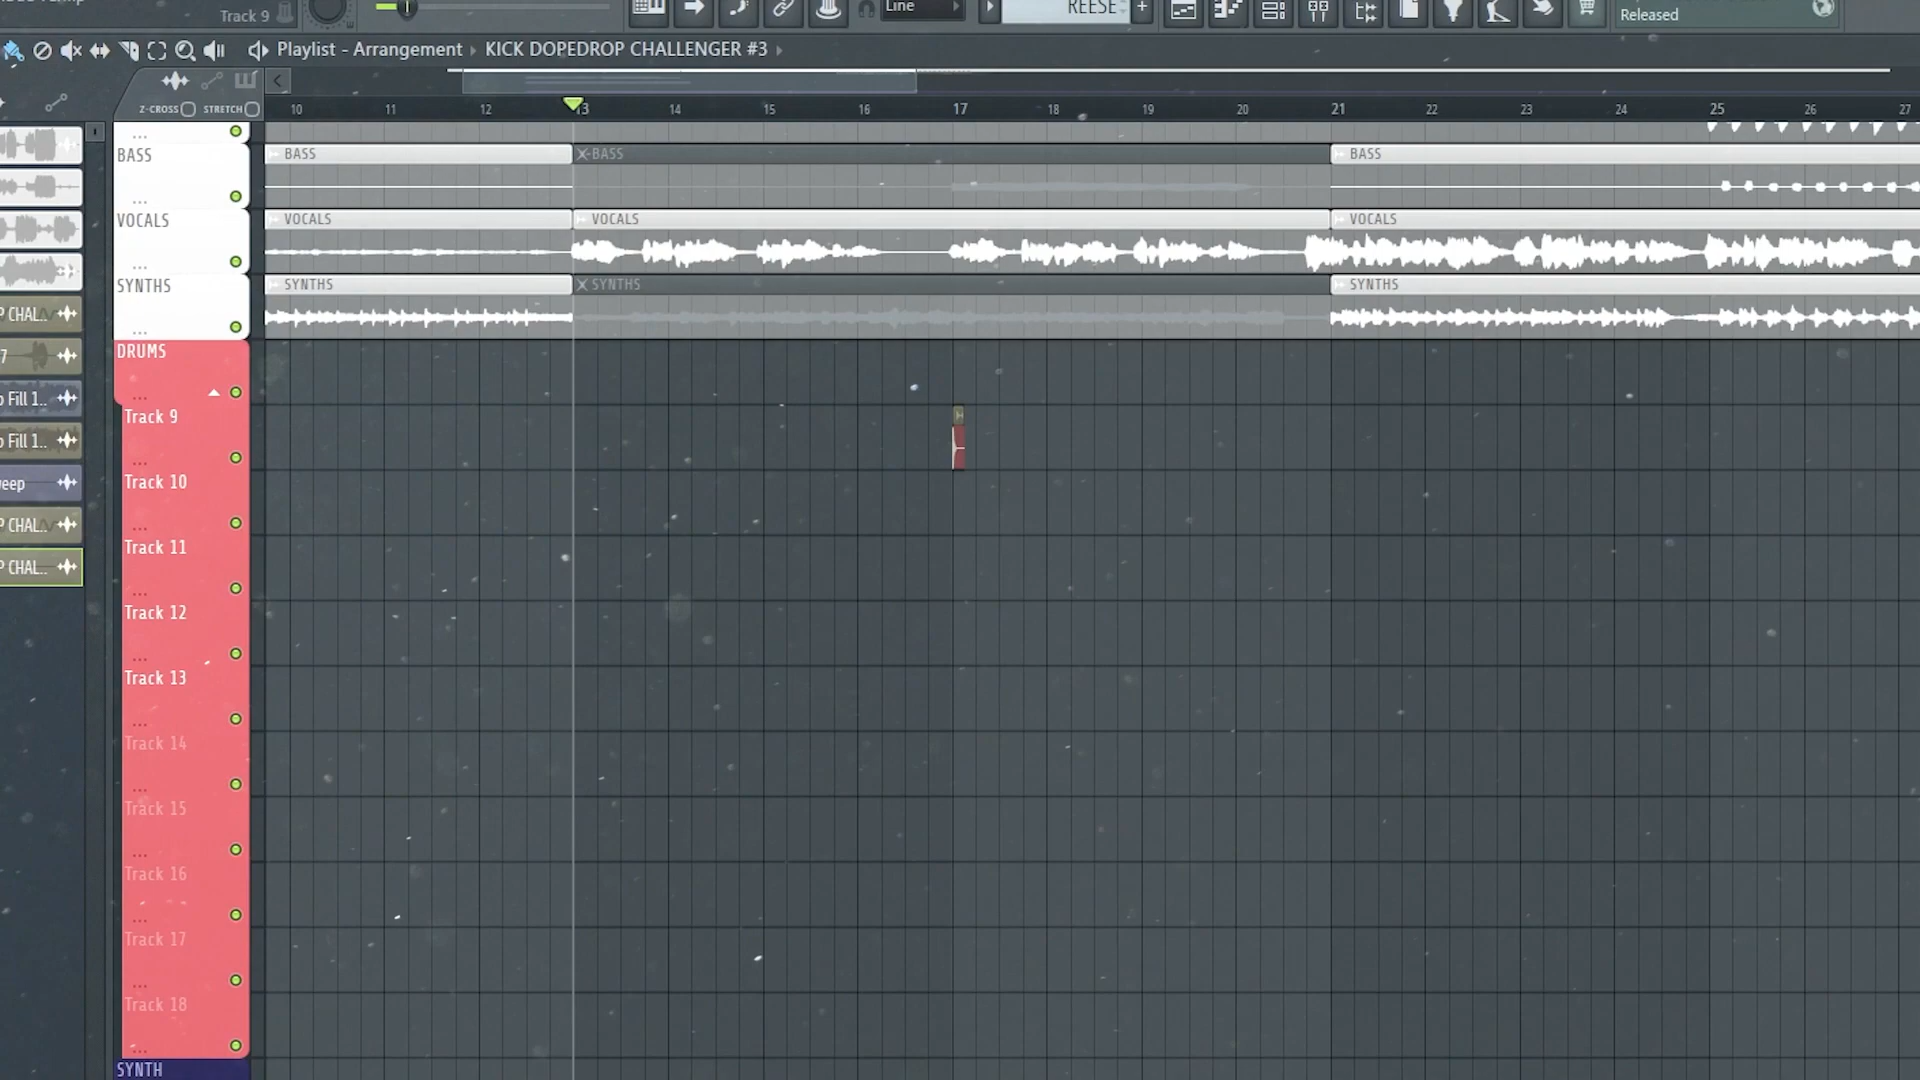 Track 9
Line
REESE
Released
Playlist - Arrangement › KICK DOPEDROP CHALLENGER #3 ›
Z-CROSS STRETCH
10 11 12 13 14 15 16 17 18 19 20 21 22 23 24 25 26 27
BASS BASS BASS BASS
VOCALS VOCALS VOCALS VOCALS
SYNTHS SYNTHS SYNTHS SYNTHS
P CHAL..
DRUMS
7
o Fill 1..
Track 9
o Fill 1..
Track 10
eep
P CHAL..
Track 11
P CHAL..
Track 12
Track 13
Track 14
Track 15
Track 16
Track 17
Track 18
SYNTH